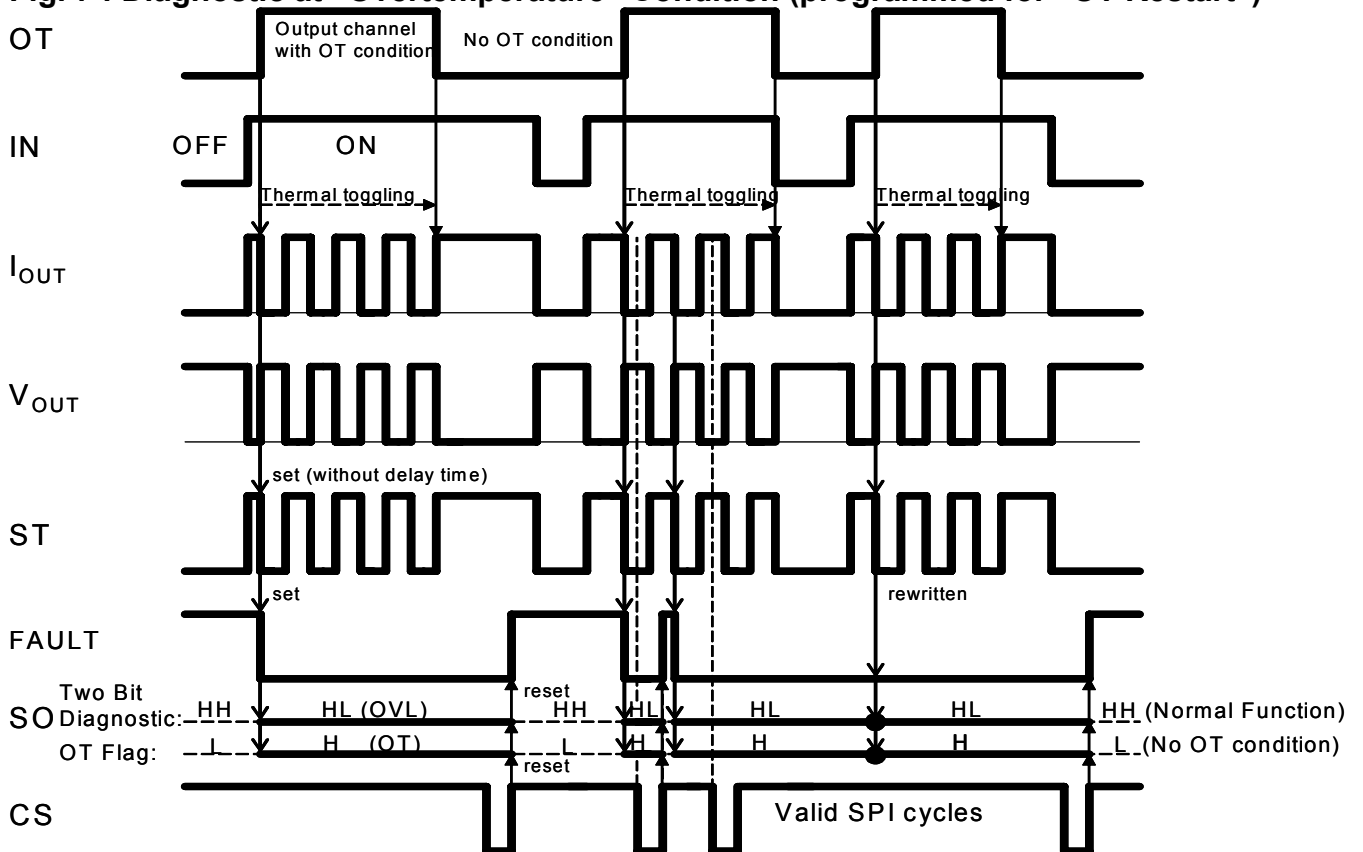 Fig. 7-1 Diagnostic at "Overtemperature" Condition (programmed for "OT Restart")
OT
Output channel
with OT condition
No OT condition
IN
OFF
ON
Thermal toggling
Thermal toggling
Thermal toggling
IOUT
VOUT
set (without delay time)
ST
set
rewritten
FAULT
reset
SO
Two Bit
Diagnostic:
HH
HL (OVL)
HH
HL
HL
HL
HH (Normal Function)
OT Flag:
L
H (OT)
L
H
H
H
L (No OT condition)
reset
CS
Valid SPI cycles